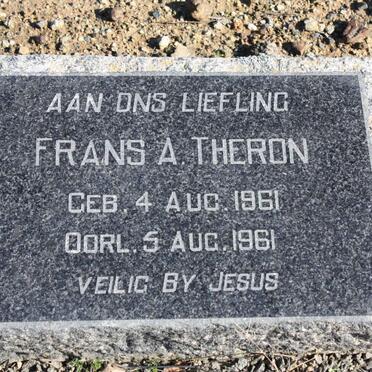 AAN ONS LIEFLING
FRANS A. THERON
GEB. 4 AUG. 1961
OORL. 5 AUG. 1961
VEILIG BY JESUS